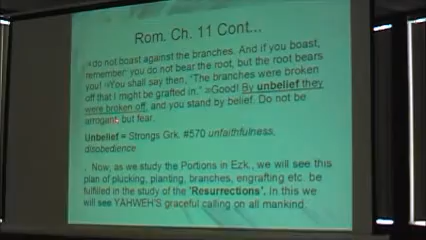 Rom. Ch. 11 Cont...
do not boast against the branches. And if you boast,
remember: you do not bear the root, but the root bears
you! You shall say then, "The branches were broken
off that I might be grafted in." Good! By unbelief they
were broken off, and you stand by belief. Do not be
arrogant, but fear.
Unbelief = Strongs Grk. #570 unfaithfulness,
disobedience
. Now, as we study the Portions in Ezk., we will see this
plan of plucking, planting, branches, engrafting etc. be
fulfilled in the study of the 'Resurrections'. In this we
will see YAHWEH'S graceful calling on all mankind.